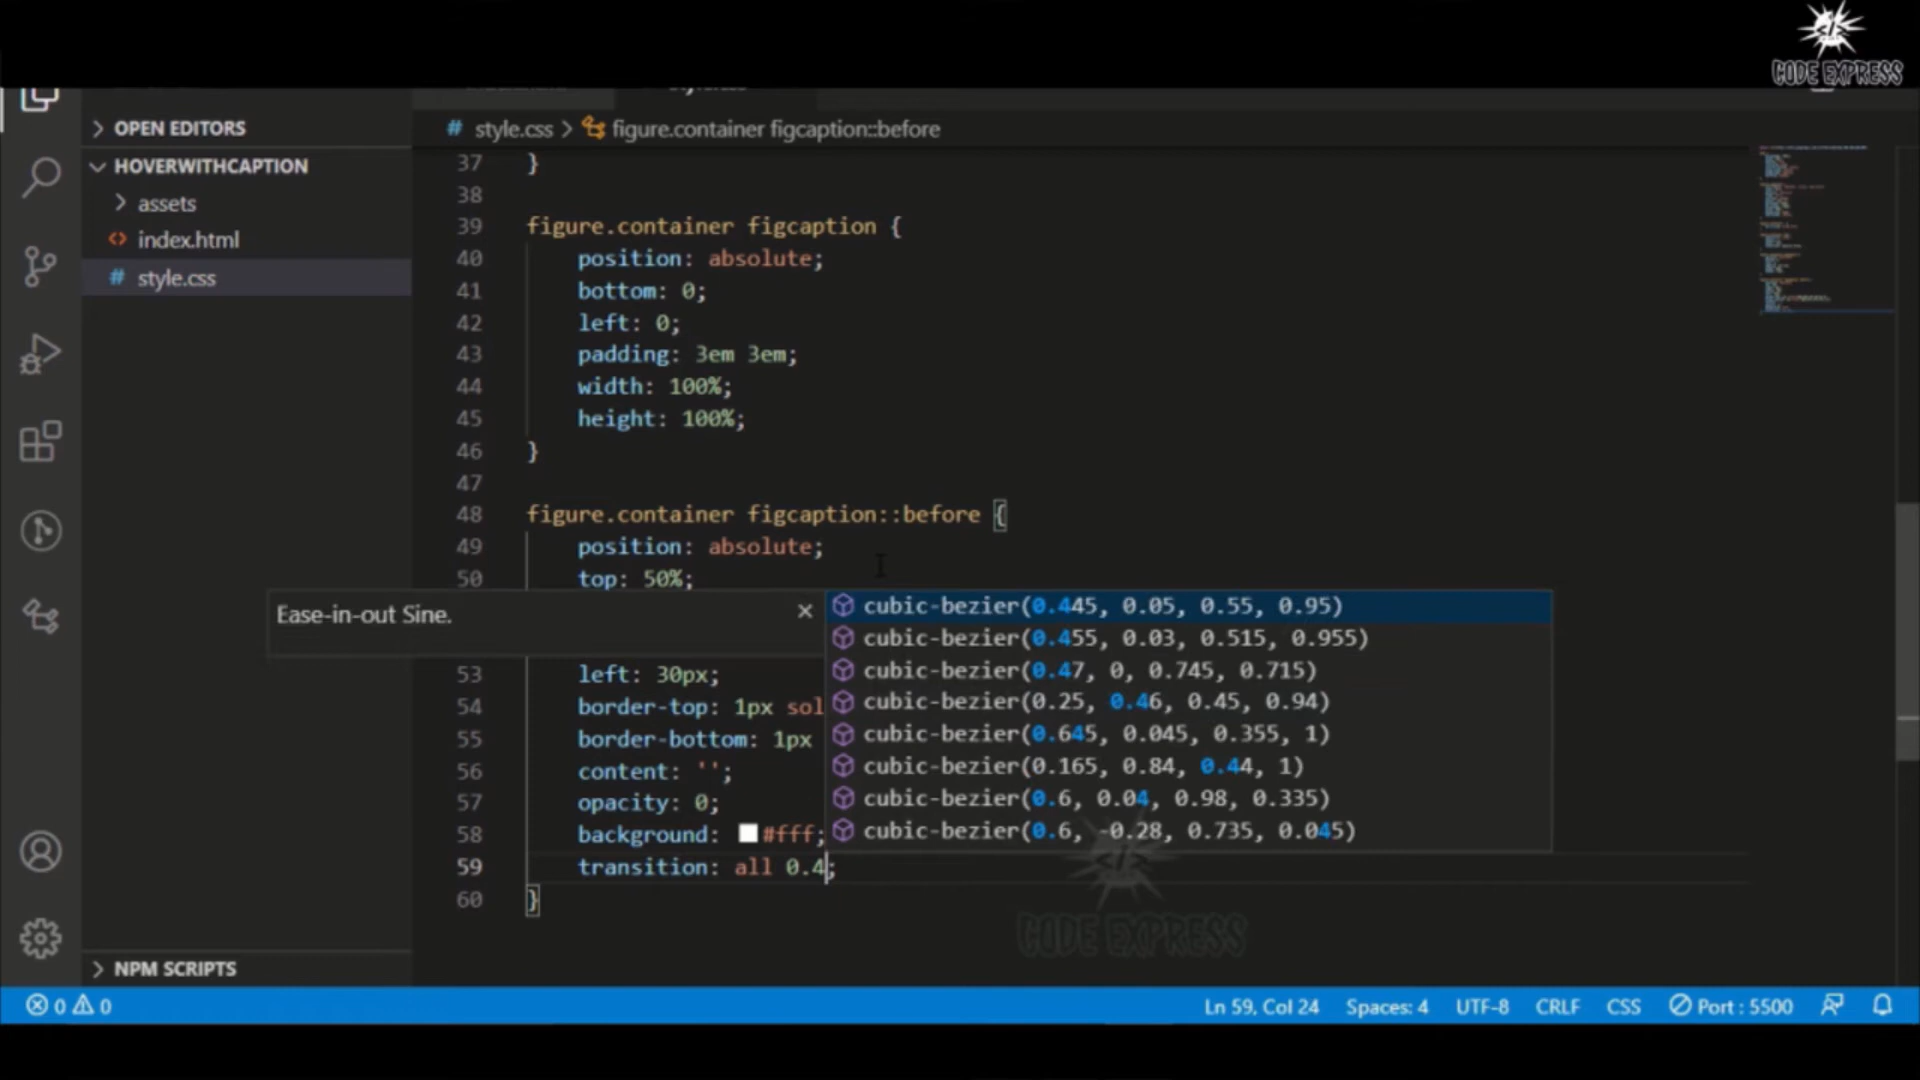 CODE EXPRESS
OPEN EDITORS
HOVERWITHCAPTION
assets
index.html
style.css
NPM SCRIPTS
# style.css > figure.container figcaption::before
37 }
38
39 figure.container figcaption {
40 position: absolute;
41 bottom: 0;
42 left: 0;
43 padding: 3em 3em;
44 width: 100%;
45 height: 100%;
46 }
47
48 figure.container figcaption::before {
49 position: absolute;
50 top: 50%;
Ease-in-out Sine.
53 left: 30px;
54 border-top: 1px sol
55 border-bottom: 1px
56 content: '';
57 opacity: 0;
58 background: #fff;
59 transition: all 0.4;
60 }
cubic-bezier(0.445, 0.05, 0.55, 0.95)
cubic-bezier(0.455, 0.03, 0.515, 0.955)
cubic-bezier(0.47, 0, 0.745, 0.715)
cubic-bezier(0.25, 0.46, 0.45, 0.94)
cubic-bezier(0.645, 0.045, 0.355, 1)
cubic-bezier(0.165, 0.84, 0.44, 1)
cubic-bezier(0.6, 0.04, 0.98, 0.335)
cubic-bezier(0.6, -0.28, 0.735, 0.045)
CODE EXPRESS
0 0
Ln 59, Col 24 Spaces: 4 UTF-8 CRLF CSS Port : 5500